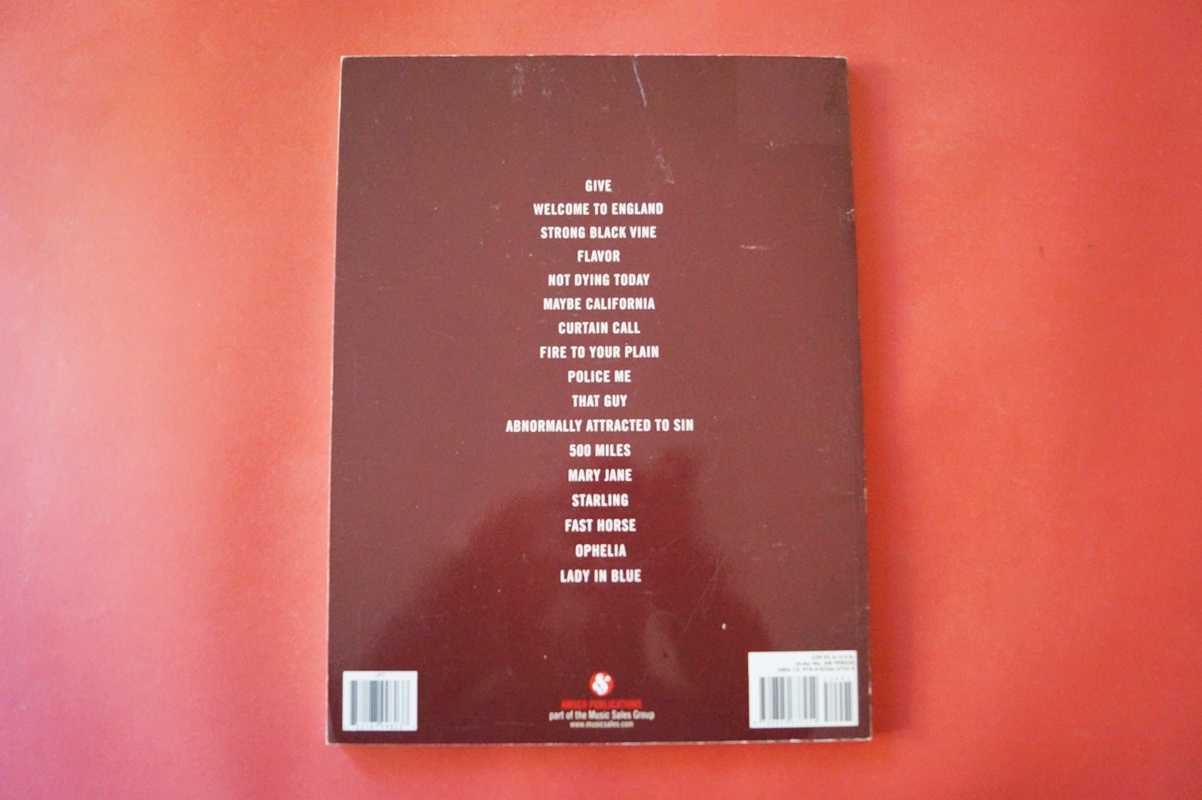 GIVE
WELCOME TO ENGLAND
STRONG BLACK VINE
FLAVOR
NOT DYING TODAY
MAYBE CALIFORNIA
CURTAIN CALL
FIRE TO YOUR PLAIN
POLICE ME
THAT GUY
ABNORMALLY ATTRACTED TO SIN
500 MILES
MARY JANE
STARLING
FAST HORSE
OPHELIA
LADY IN BLUE
&
AMSCO PUBLICATIONS
part of the Music Sales Group
www.musicsales.com